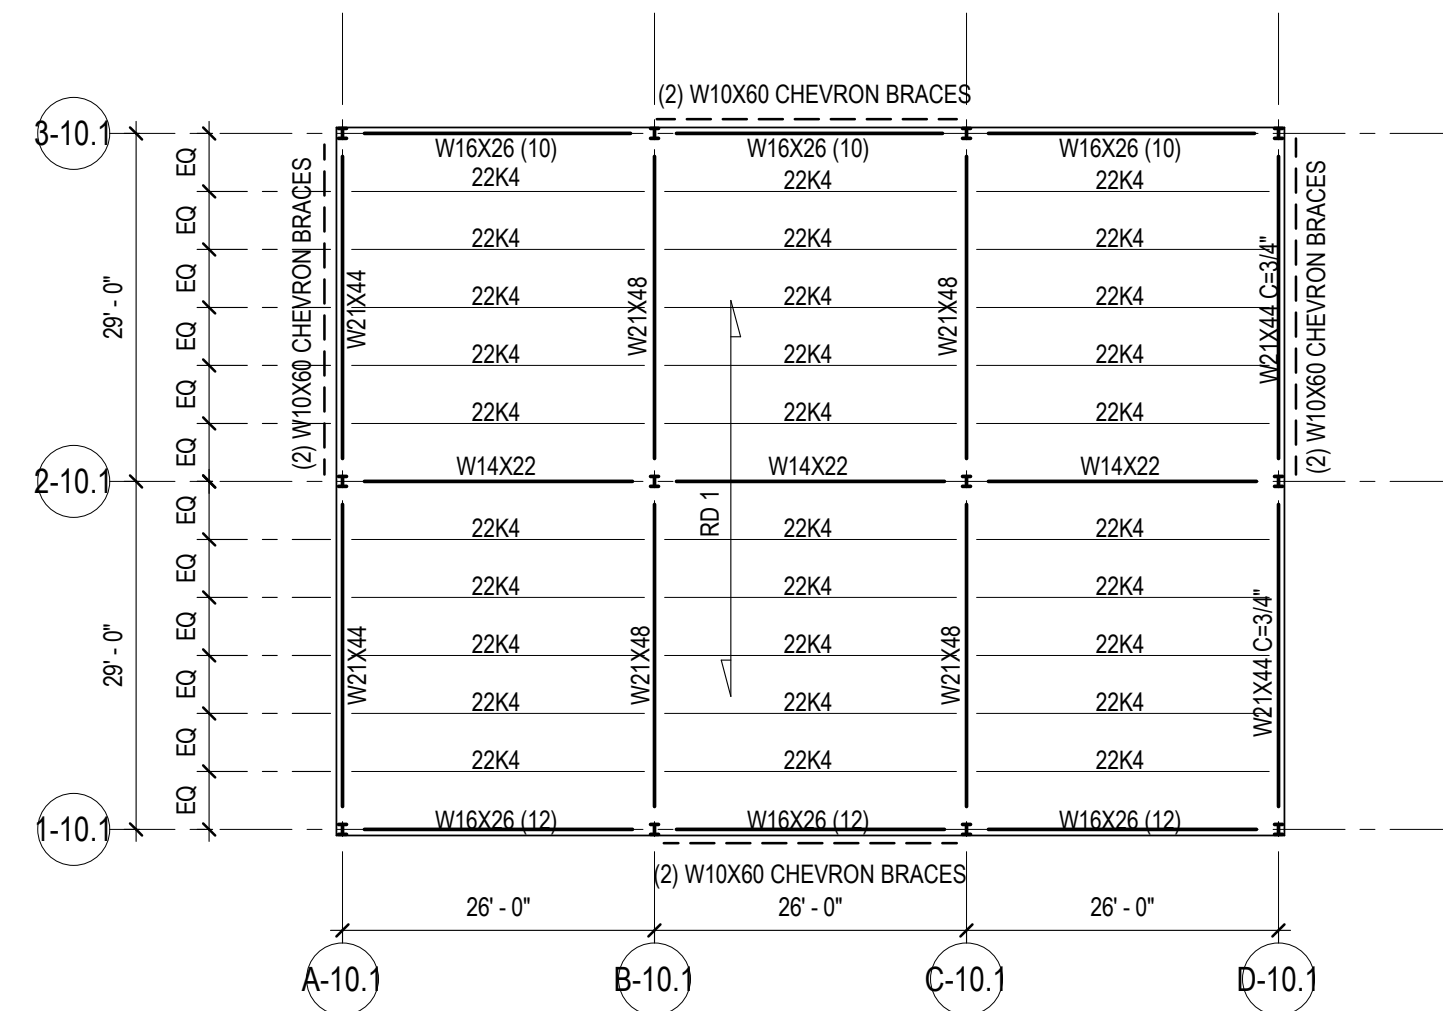 (2) W10X60 CHEVRON BRACES
3-10.1
W16X26 (10) W16X26 (10) W16X26 (10)
EQ 22K4 22K4 22K4
EQ 22K4 22K4 22K4
29' - 0"
(2) W10X60 CHEVRON BRACES
W21X44
W21X48
W21X48
W21X44 C=3/4"
(2) W10X60 CHEVRON BRACES
EQ 22K4 22K4 22K4
EQ 22K4 22K4 22K4
EQ 22K4 22K4 22K4
EQ
W14X22 W14X22 W14X22
2-10.1
RD 1
EQ 22K4 22K4 22K4
EQ 22K4 22K4 22K4
29' - 0"
W21X44
W21X48
W21X48
W21X44 C=3/4"
EQ 22K4 22K4 22K4
EQ 22K4 22K4 22K4
EQ 22K4 22K4 22K4
EQ
W16X26 (12) W16X26 (12) W16X26 (12)
1-10.1
(2) W10X60 CHEVRON BRACES
26' - 0" 26' - 0" 26' - 0"
A-10.1 B-10.1 C-10.1 D-10.1